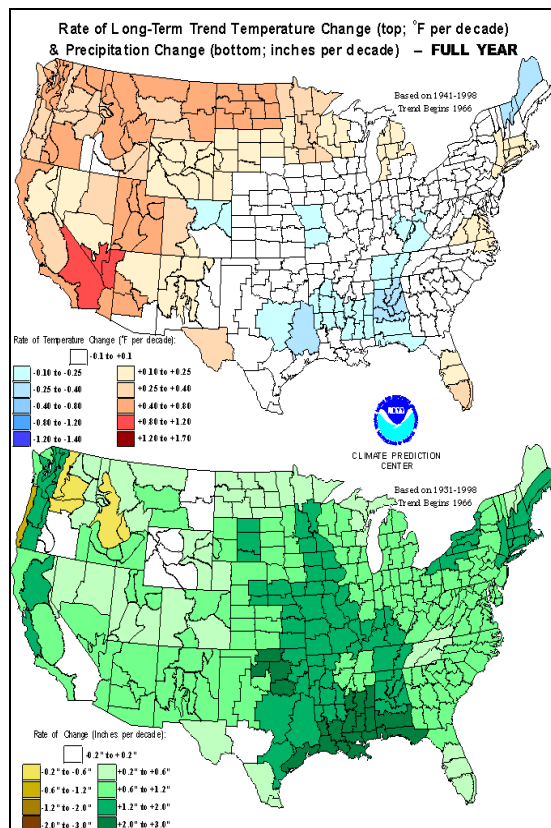 Rate of Long-Term Trend Temperature Change (top; °F per decade)
& Precipitation Change (bottom; inches per decade) – FULL YEAR
Based on 1941-1998
Trend Begins 1966
Rate of Temperature Change (°F per decade):
-0.1 to +0.1
-0.10 to -0.25
+0.10 to +0.25
-0.25 to -0.40
+0.25 to +0.40
-0.40 to -0.80
+0.40 to +0.80
-0.80 to -1.20
+0.80 to +1.20
-1.20 to -1.40
+1.20 to +1.70
CLIMATE PREDICTION
CENTER
Based on 1931-1998
Trend Begins 1966
Rate of Change (Inches per decade):
-0.2" to +0.2"
-0.2" to -0.6"
+0.2" to +0.6"
-0.6" to -1.2"
+0.6" to +1.2"
-1.2" to -2.0"
+1.2" to +2.0"
-2.0" to -3.0"
+2.0" to +3.0"